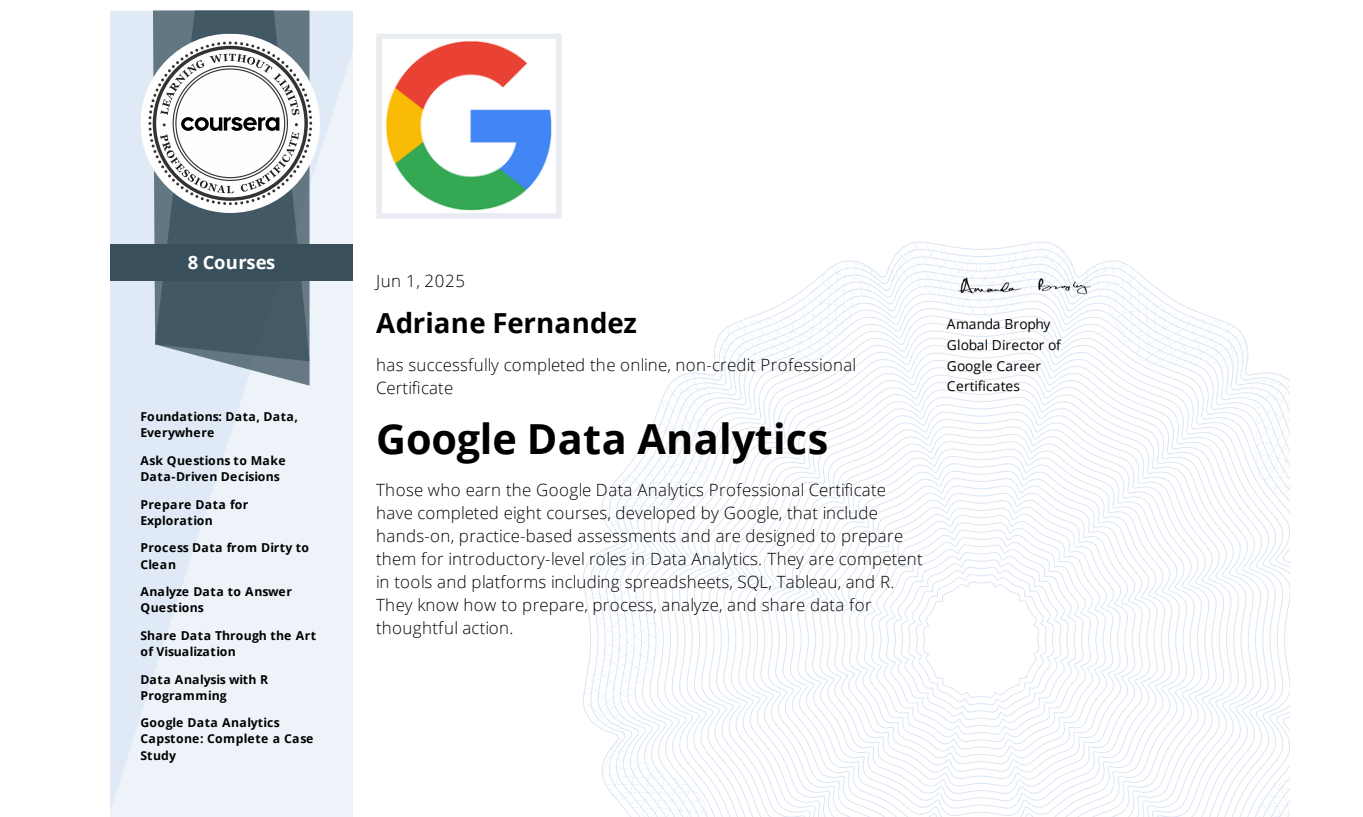 LEARNING WITHOUT LIMITS
coursera
PROFESSIONAL CERTIFICATE
8 Courses
Foundations: Data, Data,
Everywhere
Ask Questions to Make
Data-Driven Decisions
Prepare Data for
Exploration
Process Data from Dirty to
Clean
Analyze Data to Answer
Questions
Share Data Through the Art
of Visualization
Data Analysis with R
Programming
Google Data Analytics
Capstone: Complete a Case
Study
Jun 1, 2025
Adriane Fernandez
has successfully completed the online, non-credit Professional
Certificate
Google Data Analytics
Those who earn the Google Data Analytics Professional Certificate
have completed eight courses, developed by Google, that include
hands-on, practice-based assessments and are designed to prepare
them for introductory-level roles in Data Analytics. They are competent
in tools and platforms including spreadsheets, SQL, Tableau, and R.
They know how to prepare, process, analyze, and share data for
thoughtful action.
Amanda Brophy
Amanda Brophy
Global Director of
Google Career
Certificates